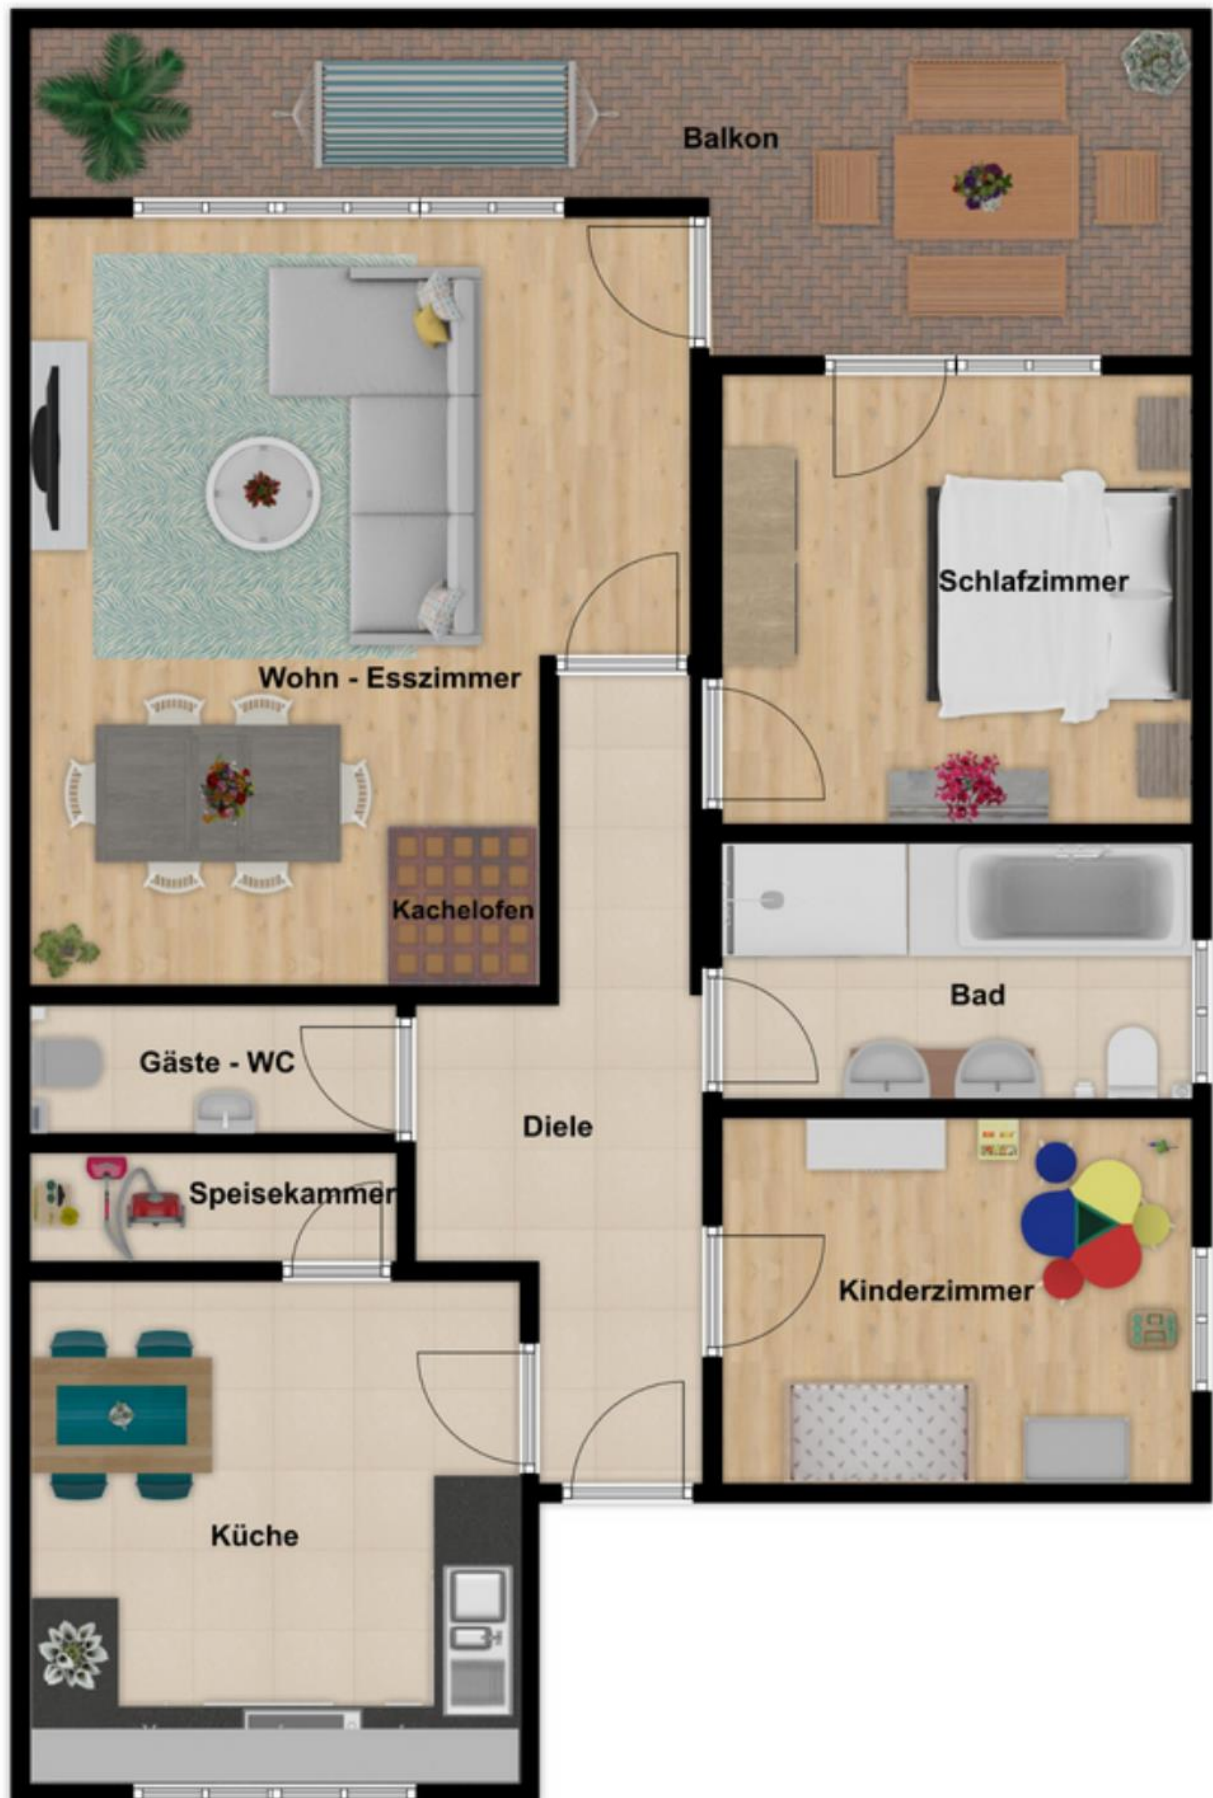 Balkon
Schlafzimmer
Wohn - Esszimmer
Kachelofen
Bad
Gäste - WC
Diele
Speisekammer
Kinderzimmer
Küche